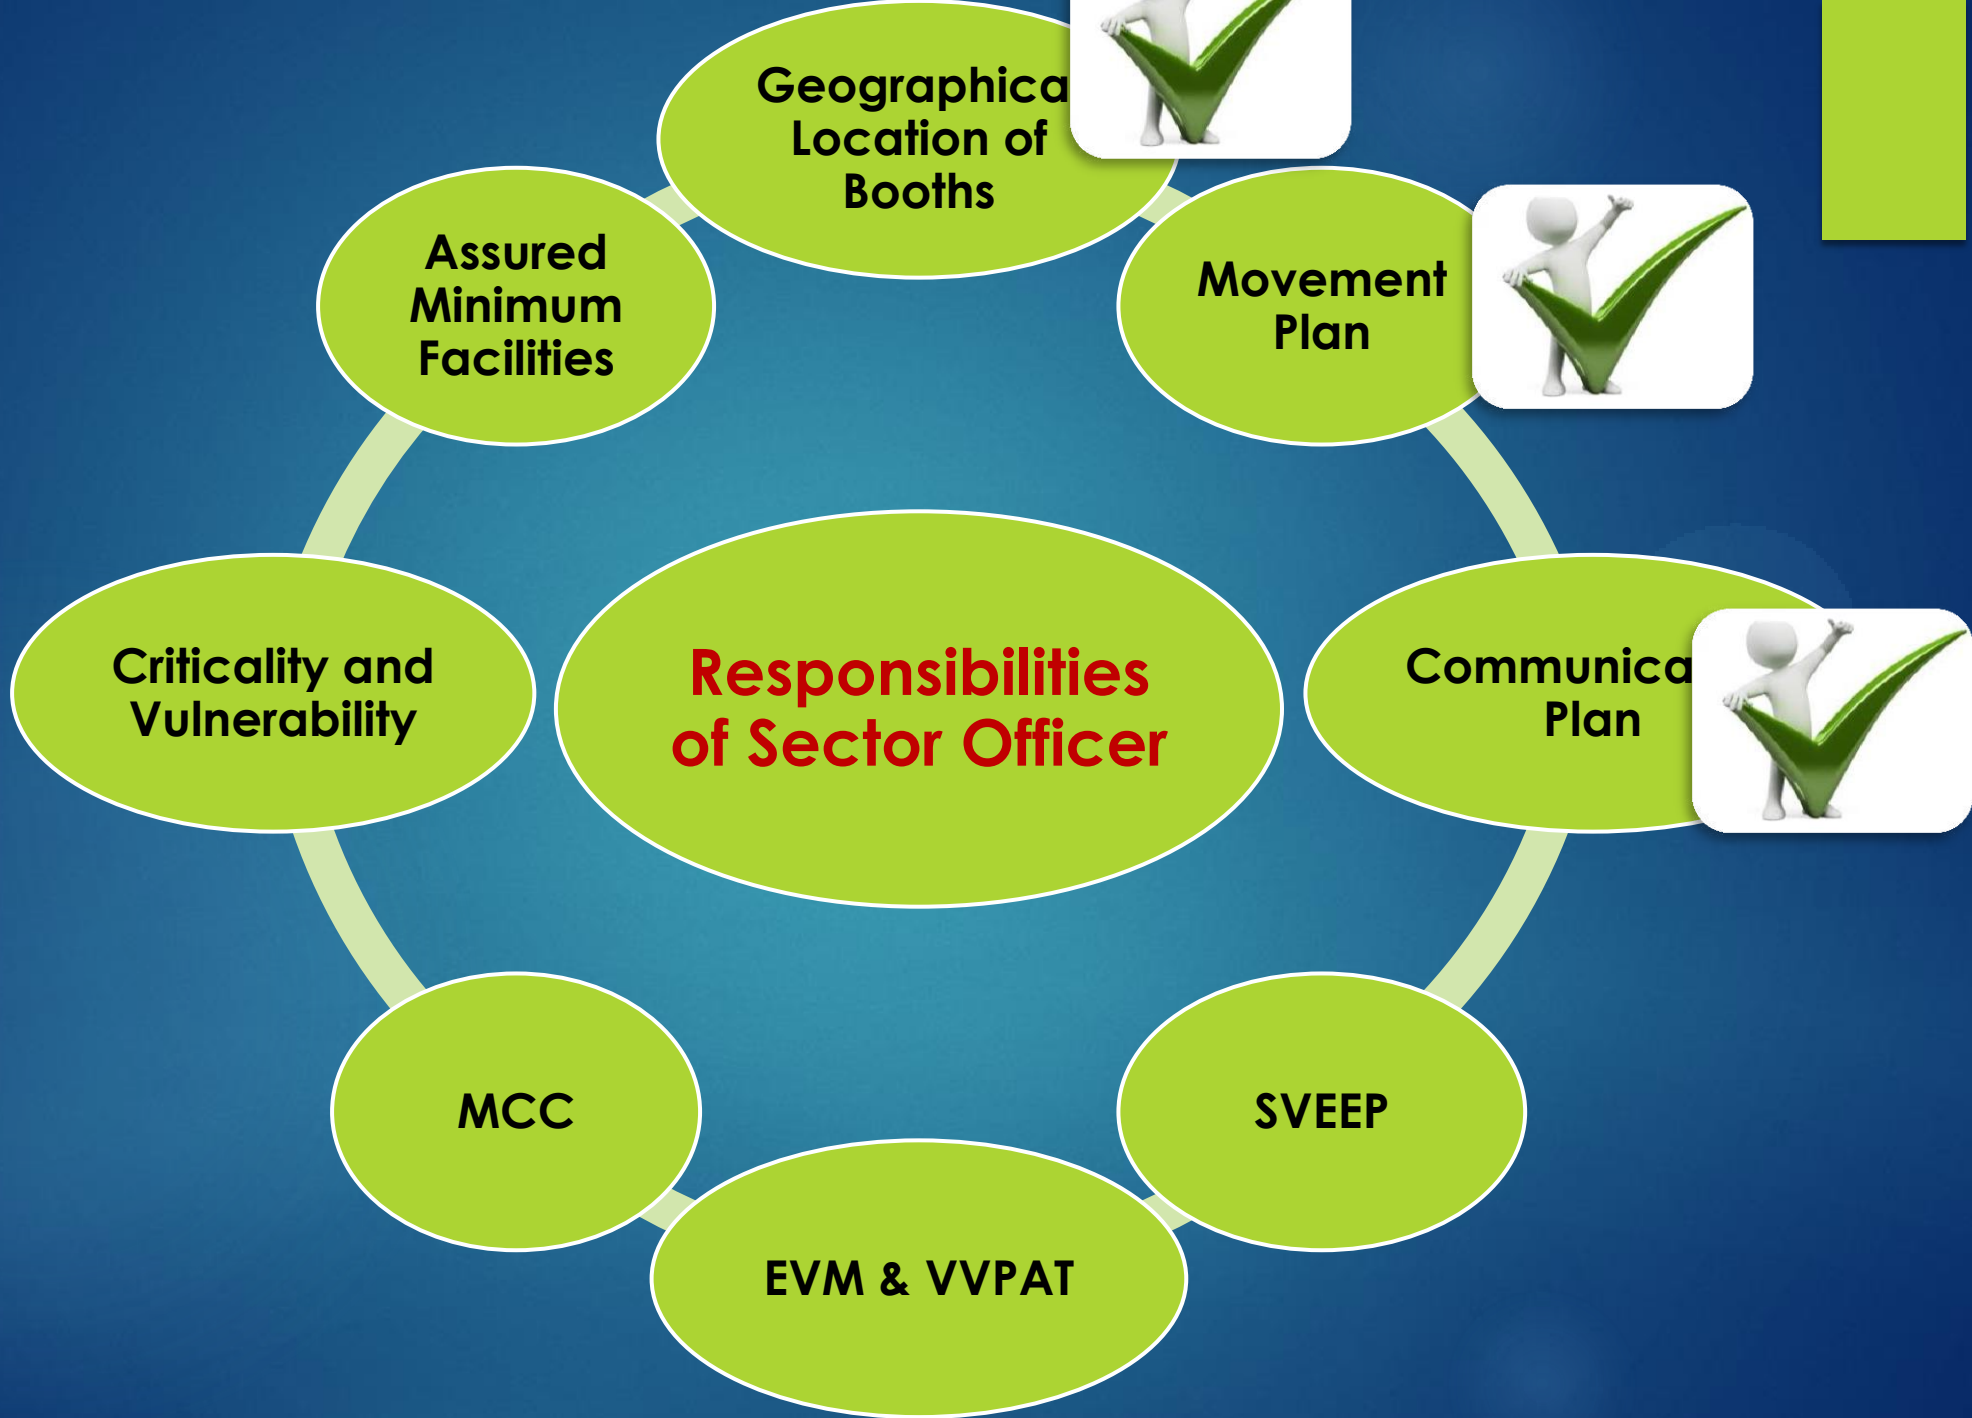 Geographica
Location of
Booths
Movement
Plan
Communica
Plan
SVEEP
EVM & VVPAT
MCC
Criticality and
Vulnerability
Assured
Minimum
Facilities
Responsibilities
of Sector Officer